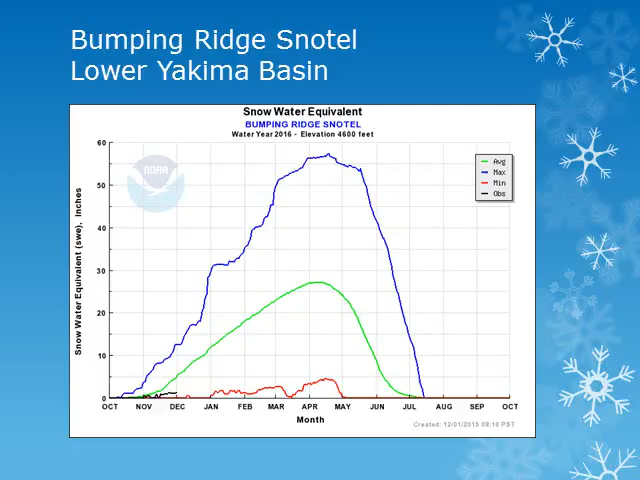 Bumping Ridge Snotel
Lower Yakima Basin
Snow Water Equivalent
BUMPING RIDGE SNOTEL
Water Year 2016 - Elevation 4600 feet
NOAA
Avg
Max
Min
Obs
Snow Water Equivalent (swe), inches
60
50
40
30
20
10
0
OCT NOV DEC JAN FEB MAR APR MAY JUN JUL AUG SEP OCT
Month
Created: 12/01/2015 08:10 PST